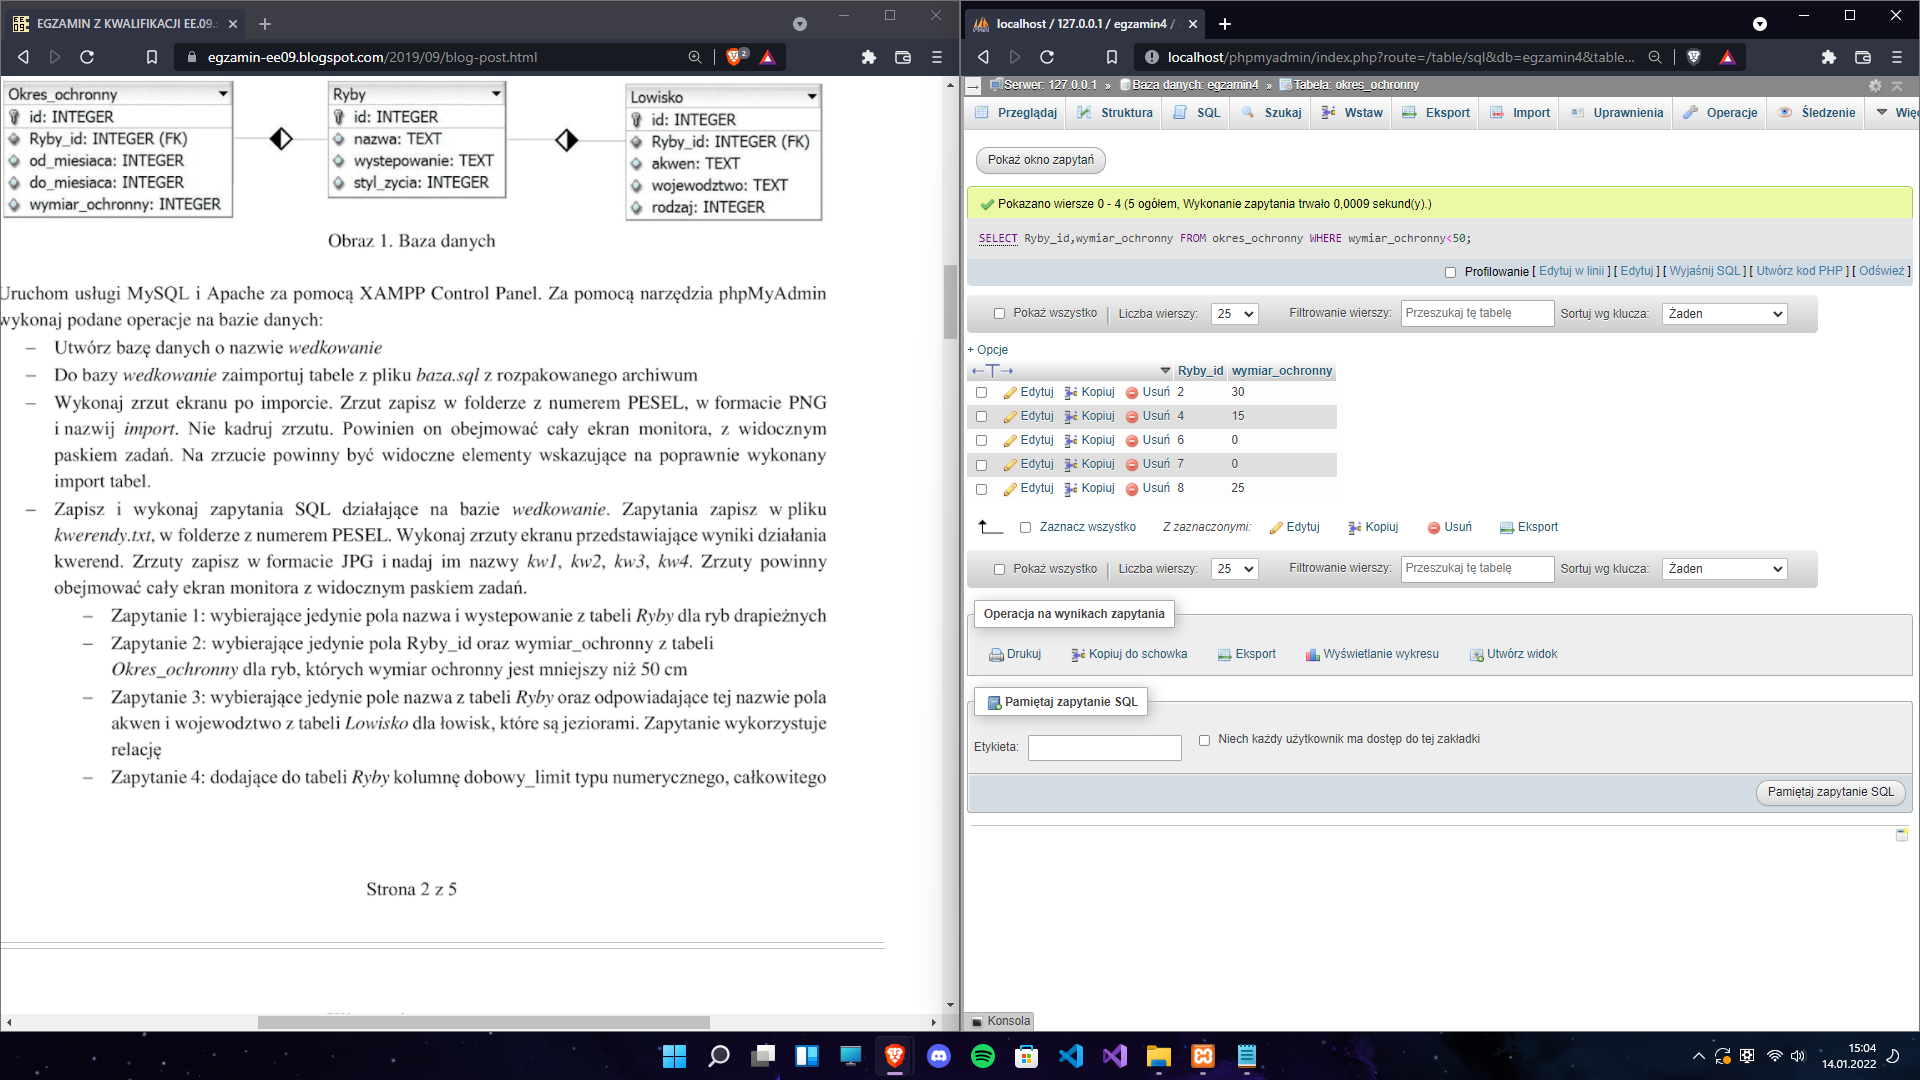 EGZAMIN Z KWALIFIKACJI EE.09.
egzamin-ee09.blogspot.com/2019/09/blog-post.html
2
Okres_ochronny
id: INTEGER
Ryby_id: INTEGER (FK)
od_miesiaca: INTEGER
do_miesiaca: INTEGER
wymiar_ochronny: INTEGER
Ryby
id: INTEGER
nazwa: TEXT
wystepowanie: TEXT
styl_zycia: INTEGER
Lowisko
id: INTEGER
Ryby_id: INTEGER (FK)
akwen: TEXT
wojewodztwo: TEXT
rodzaj: INTEGER
Obraz 1. Baza danych
Uruchom usługi MySQL i Apache za pomocą XAMPP Control Panel. Za pomocą narzędzia phpMyAdmin
wykonaj podane operacje na bazie danych:
– Utwórz bazę danych o nazwie wedkowanie
– Do bazy wedkowanie zaimportuj tabele z pliku baza.sql z rozpakowanego archiwum
– Wykonaj zrzut ekranu po imporcie. Zrzut zapisz w folderze z numerem PESEL, w formacie PNG
i nazwij import. Nie kadruj zrzutu. Powinien on obejmować cały ekran monitora, z widocznym
paskiem zadań. Na zrzucie powinny być widoczne elementy wskazujące na poprawnie wykonany
import tabel.
– Zapisz i wykonaj zapytania SQL działające na bazie wedkowanie. Zapytania zapisz w pliku
kwerendy.txt, w folderze z numerem PESEL. Wykonaj zrzuty ekranu przedstawiające wyniki działania
kwerend. Zrzuty zapisz w formacie JPG i nadaj im nazwy kw1, kw2, kw3, kw4. Zrzuty powinny
obejmować cały ekran monitora z widocznym paskiem zadań.
– Zapytanie 1: wybierające jedynie pola nazwa i wystepowanie z tabeli Ryby dla ryb drapieżnych
– Zapytanie 2: wybierające jedynie pola Ryby_id oraz wymiar_ochronny z tabeli
Okres_ochronny dla ryb, których wymiar ochronny jest mniejszy niż 50 cm
– Zapytanie 3: wybierające jedynie pole nazwa z tabeli Ryby oraz odpowiadające tej nazwie pola
akwen i wojewodztwo z tabeli Lowisko dla łowisk, które są jeziorami. Zapytanie wykorzystuje
relację
– Zapytanie 4: dodające do tabeli Ryby kolumnę dobowy_limit typu numerycznego, całkowitego
Strona 2 z 5
localhost / 127.0.0.1 / egzamin4 /
localhost/phpmyadmin/index.php?route=/table/sql&db=egzamin4&table...
Serwer: 127.0.0.1 » Baza danych: egzamin4 » Tabela: okres_ochronny
Przeglądaj Struktura SQL Szukaj Wstaw Eksport Import Uprawnienia Operacje Śledzenie Więc
Pokaż okno zapytań
Pokazano wiersze 0 - 4 (5 ogółem, Wykonanie zapytania trwało 0,0009 sekund(y).)
SELECT Ryby_id,wymiar_ochronny FROM okres_ochronny WHERE wymiar_ochronny<50;
Profilowanie [ Edytuj w linii ] [ Edytuj ] [ Wyjaśnij SQL ] [ Utwórz kod PHP ] [ Odśwież ]
Pokaż wszystko | Liczba wierszy: 25 Filtrowanie wierszy: Przeszukaj tę tabelę Sortuj wg klucza: Żaden
+ Opcje
←T→ Ryby_id wymiar_ochronny
Edytuj Kopiuj Usuń 2 30
Edytuj Kopiuj Usuń 4 15
Edytuj Kopiuj Usuń 6 0
Edytuj Kopiuj Usuń 7 0
Edytuj Kopiuj Usuń 8 25
Zaznacz wszystko Z zaznaczonymi: Edytuj Kopiuj Usuń Eksport
Pokaż wszystko | Liczba wierszy: 25 Filtrowanie wierszy: Przeszukaj tę tabelę Sortuj wg klucza: Żaden
Operacja na wynikach zapytania
Drukuj Kopiuj do schowka Eksport Wyświetlanie wykresu Utwórz widok
Pamiętaj zapytanie SQL
Etykieta: Niech każdy użytkownik ma dostęp do tej zakładki
Pamiętaj zapytanie SQL
Konsola
15:04
14.01.2022